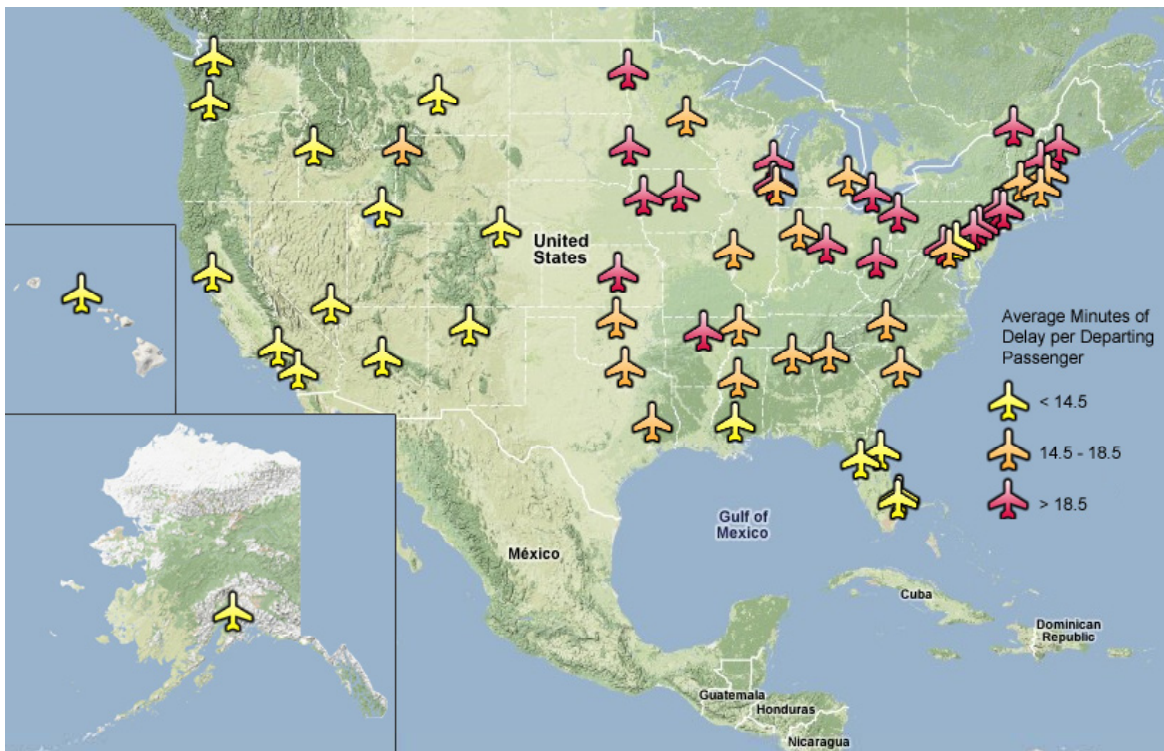 United
States
Average Minutes of
Delay per Departing
Passenger
< 14.5
14.5 - 18.5
> 18.5
Gulf of
Mexico
México
Cuba
Dominican
Republic
Guatemala
Honduras
Nicaragua